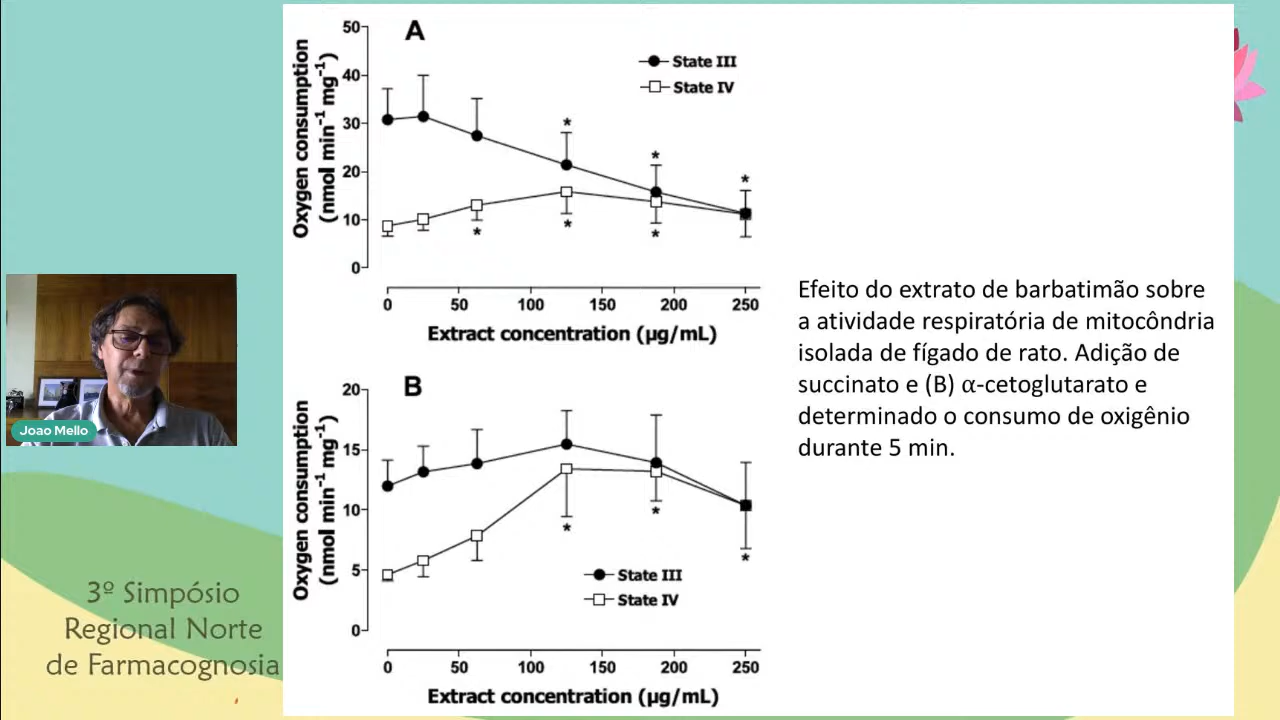 A
50
40
30
20
10
0
Oxygen consumption
(nmol min⁻¹ mg⁻¹)
State III
State IV
*
*
*
*
*
*
0 50 100 150 200 250
Extract concentration (µg/mL)
B
20
15
10
5
0
Oxygen consumption
(nmol min⁻¹ mg⁻¹)
*
*
*
State III
State IV
0 50 100 150 200 250
Extract concentration (µg/mL)
Efeito do extrato de barbatimão sobre
a atividade respiratória de mitocôndria
isolada de fígado de rato. Adição de
succinato e (B) α-cetoglutarato e
determinado o consumo de oxigênio
durante 5 min.
Joao Mello
3º Simpósio
Regional Norte
de Farmacognosia